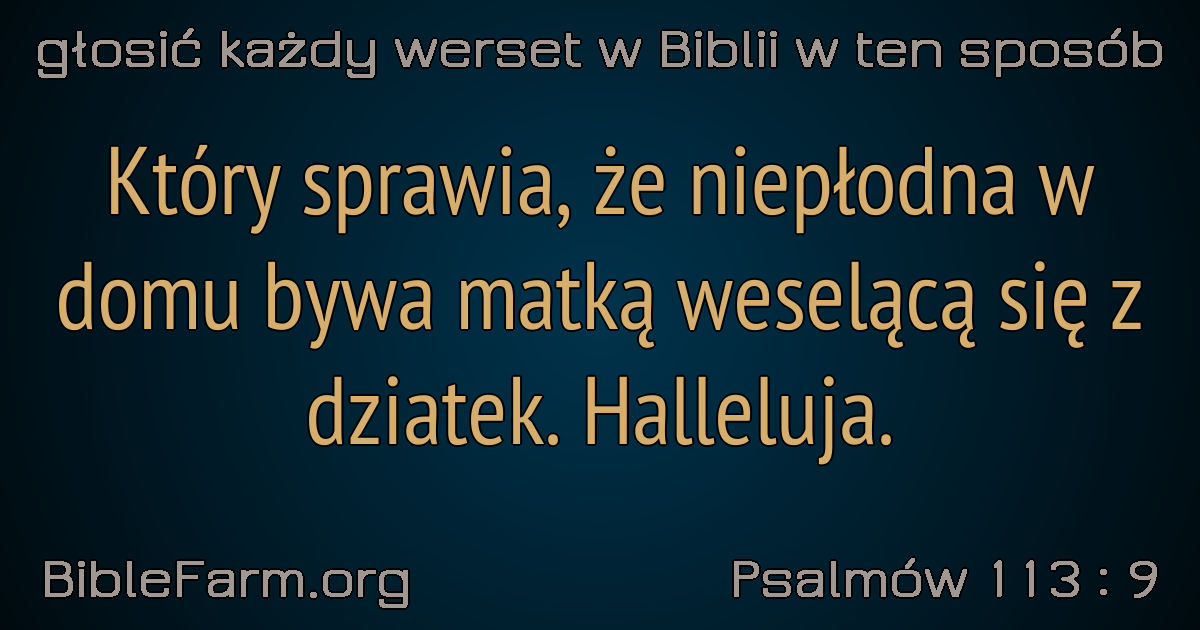 głosić każdy werset w Biblii w ten sposób
Który sprawia, że niepłodna w
domu bywa matką weselącą się z
dziatek. Halleluja.
BibleFarm.org
Psalmów 113 : 9